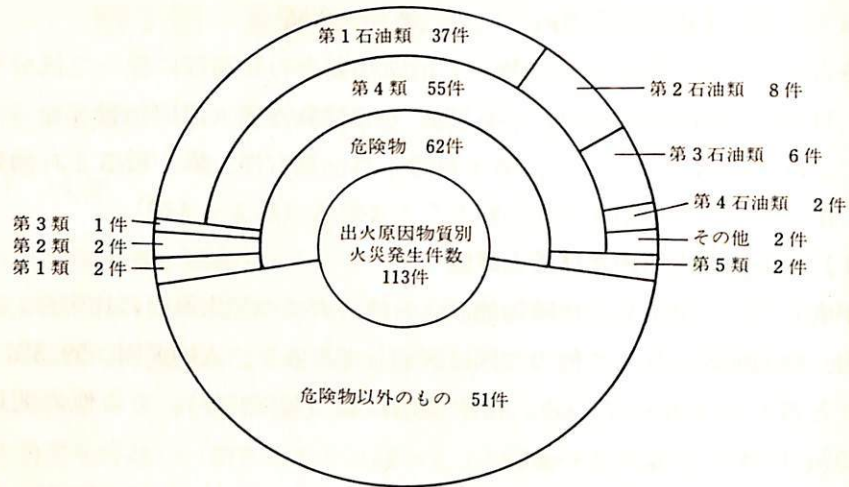 第1石油類 37件
第4類 55件
危険物 62件
第2石油類 8件
第3石油類 6件
第4石油類 2件
その他 2件
第5類 2件
第3類 1件
第2類 2件
第1類 2件
出火原因物質別
火災発生件数
113件
危険物以外のもの 51件